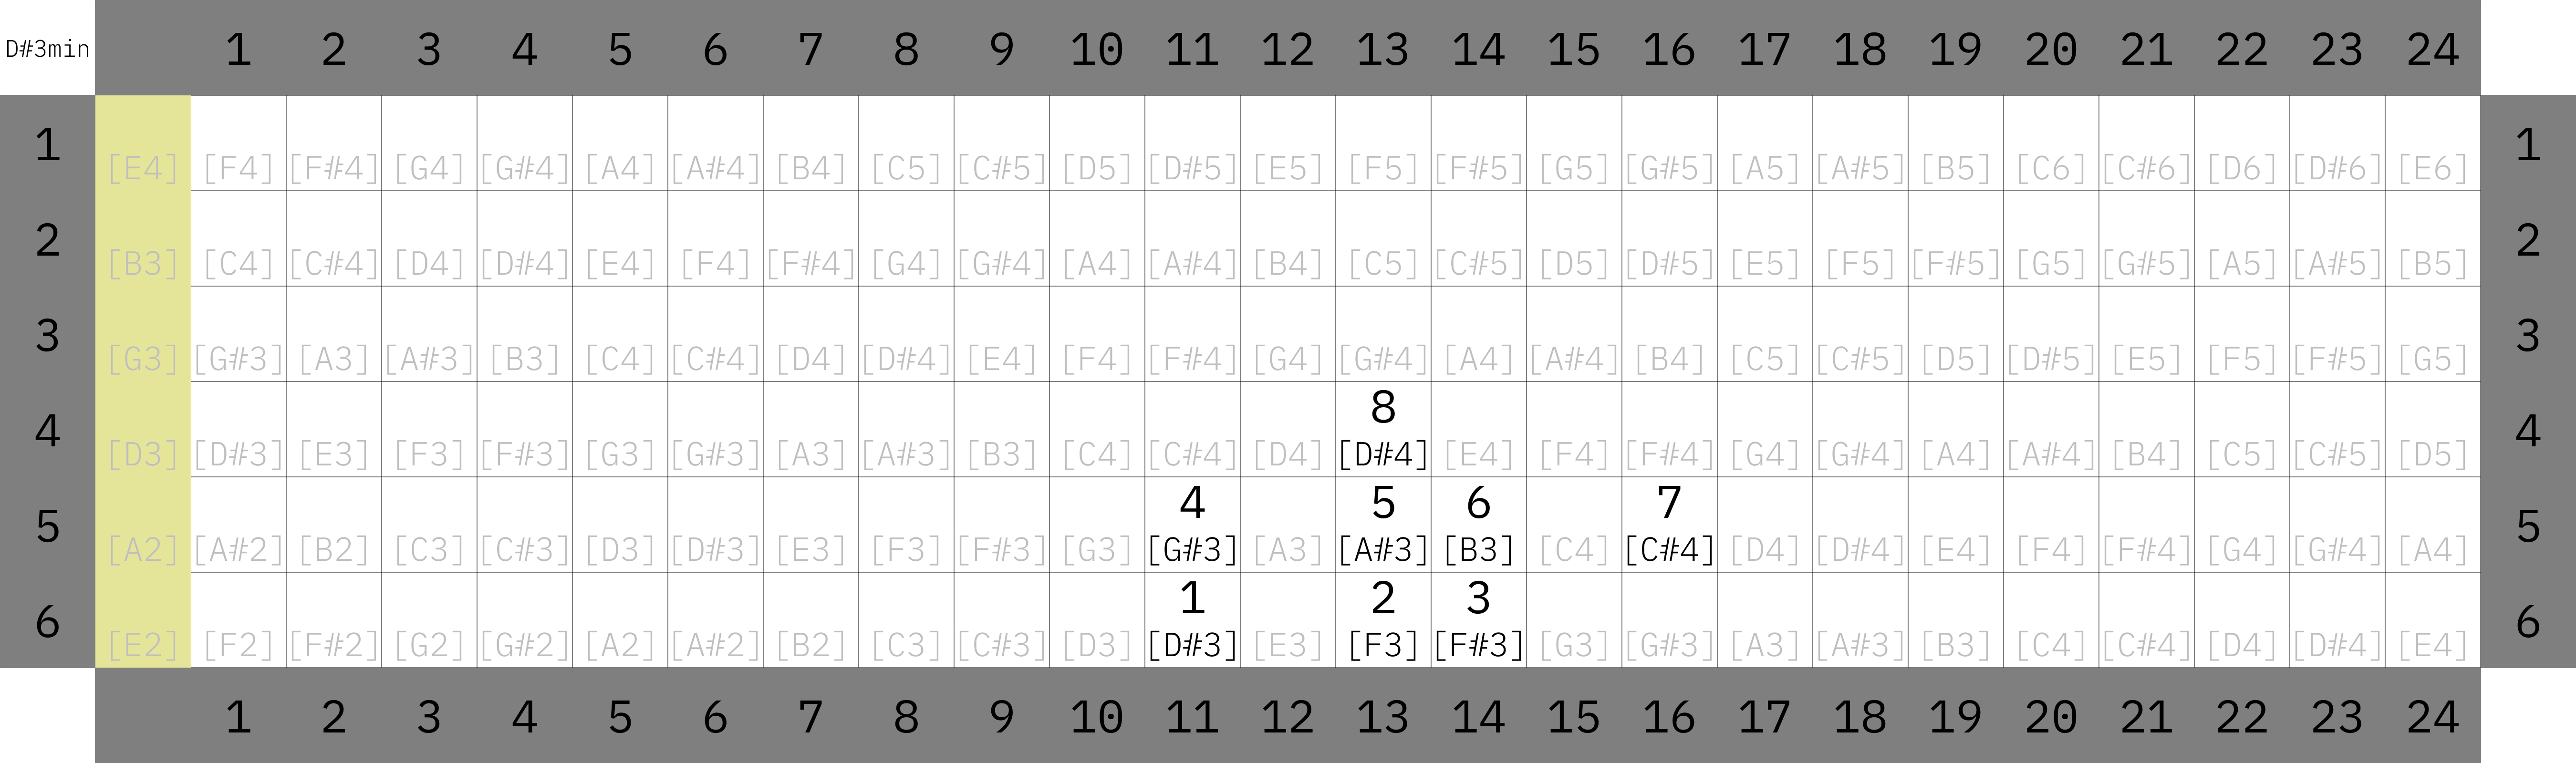 D#3min 1 2 3 4 5 6 7 8 9 10 11 12 13 14 15 16 17 18 19 20 21 22 23 24
1 [E4] [F4] [F#4] [G4] [G#4] [A4] [A#4] [B4] [C5] [C#5] [D5] [D#5] [E5] [F5] [F#5] [G5] [G#5] [A5] [A#5] [B5] [C6] [C#6] [D6] [D#6] [E6] 1
2 [B3] [C4] [C#4] [D4] [D#4] [E4] [F4] [F#4] [G4] [G#4] [A4] [A#4] [B4] [C5] [C#5] [D5] [D#5] [E5] [F5] [F#5] [G5] [G#5] [A5] [A#5] [B5] 2
3 [G3] [G#3] [A3] [A#3] [B3] [C4] [C#4] [D4] [D#4] [E4] [F4] [F#4] [G4] [G#4] [A4] [A#4] [B4] [C5] [C#5] [D5] [D#5] [E5] [F5] [F#5] [G5] 3
8
4 [D3] [D#3] [E3] [F3] [F#3] [G3] [G#3] [A3] [A#3] [B3] [C4] [C#4] [D4] [D#4] [E4] [F4] [F#4] [G4] [G#4] [A4] [A#4] [B4] [C5] [C#5] [D5] 4
4 5 6 7
5 [A2] [A#2] [B2] [C3] [C#3] [D3] [D#3] [E3] [F3] [F#3] [G3] [G#3] [A3] [A#3] [B3] [C4] [C#4] [D4] [D#4] [E4] [F4] [F#4] [G4] [G#4] [A4] 5
1 2 3
6 [E2] [F2] [F#2] [G2] [G#2] [A2] [A#2] [B2] [C3] [C#3] [D3] [D#3] [E3] [F3] [F#3] [G3] [G#3] [A3] [A#3] [B3] [C4] [C#4] [D4] [D#4] [E4] 6
1 2 3 4 5 6 7 8 9 10 11 12 13 14 15 16 17 18 19 20 21 22 23 24